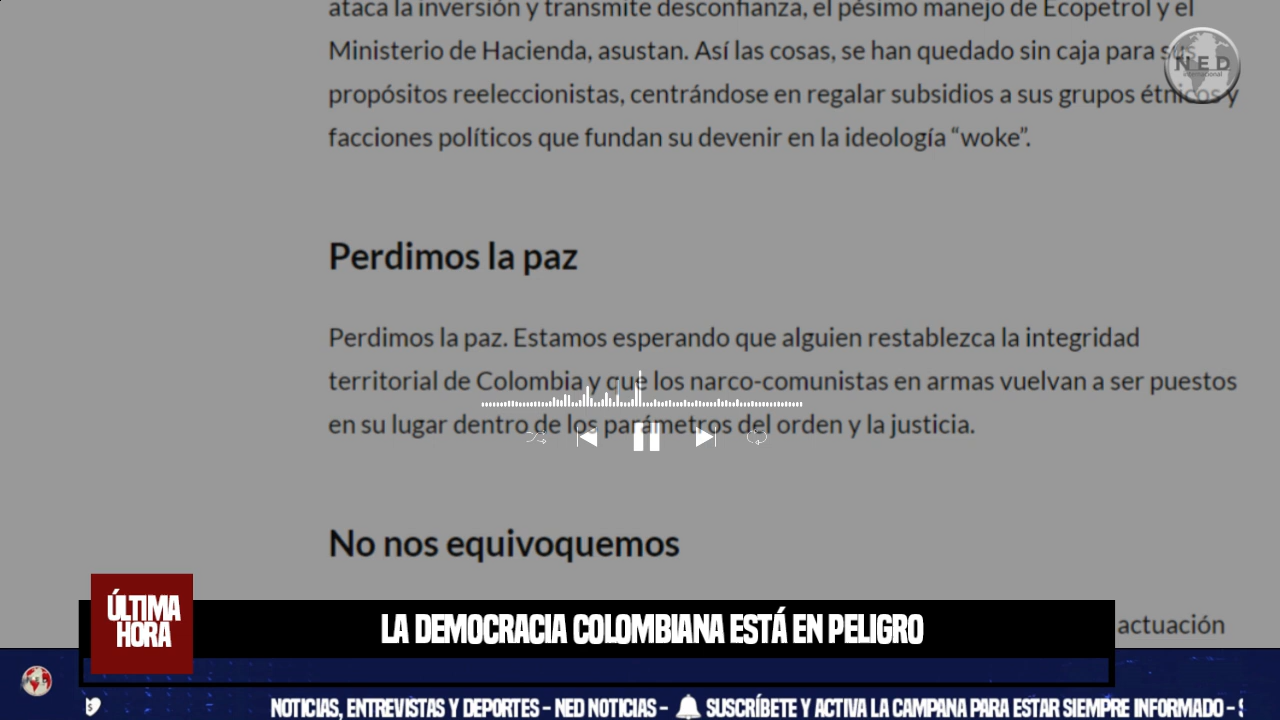 ataca la inversión y transmite desconfianza, el pésimo manejo de Ecopetrol y el
Ministerio de Hacienda, asustan. Así las cosas, se han quedado sin caja para sus
propósitos reeleccionistas, centrándose en regalar subsidios a sus grupos étnicos y
facciones políticos que fundan su devenir en la ideología “woke”.
NED
internacional
Perdimos la paz
Perdimos la paz. Estamos esperando que alguien restablezca la integridad
territorial de Colombia y que los narco-comunistas en armas vuelvan a ser puestos
en su lugar dentro de los parámetros del orden y la justicia.
No nos equivoquemos
actuación
ÚLTIMA
HORA
LA DEMOCRACIA COLOMBIANA ESTÁ EN PELIGRO
NOTICIAS, ENTREVISTAS Y DEPORTES - NED NOTICIAS - SUSCRÍBETE Y ACTIVA LA CAMPANA PARA ESTAR SIEMPRE INFORMADO -